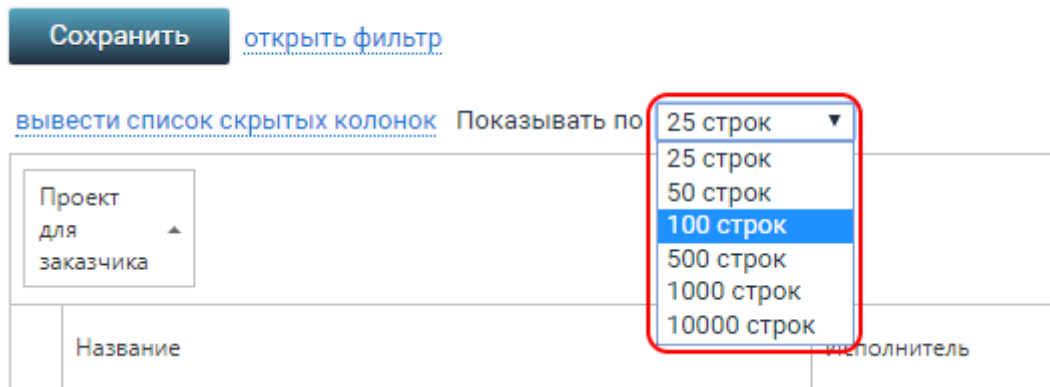 Сохранить открыть фильтр
вывести список скрытых колонок Показывать по 25 строк
25 строк
50 строк
100 строк
500 строк
1000 строк
10000 строк
Проект
для
заказчика
Название
Исполнитель